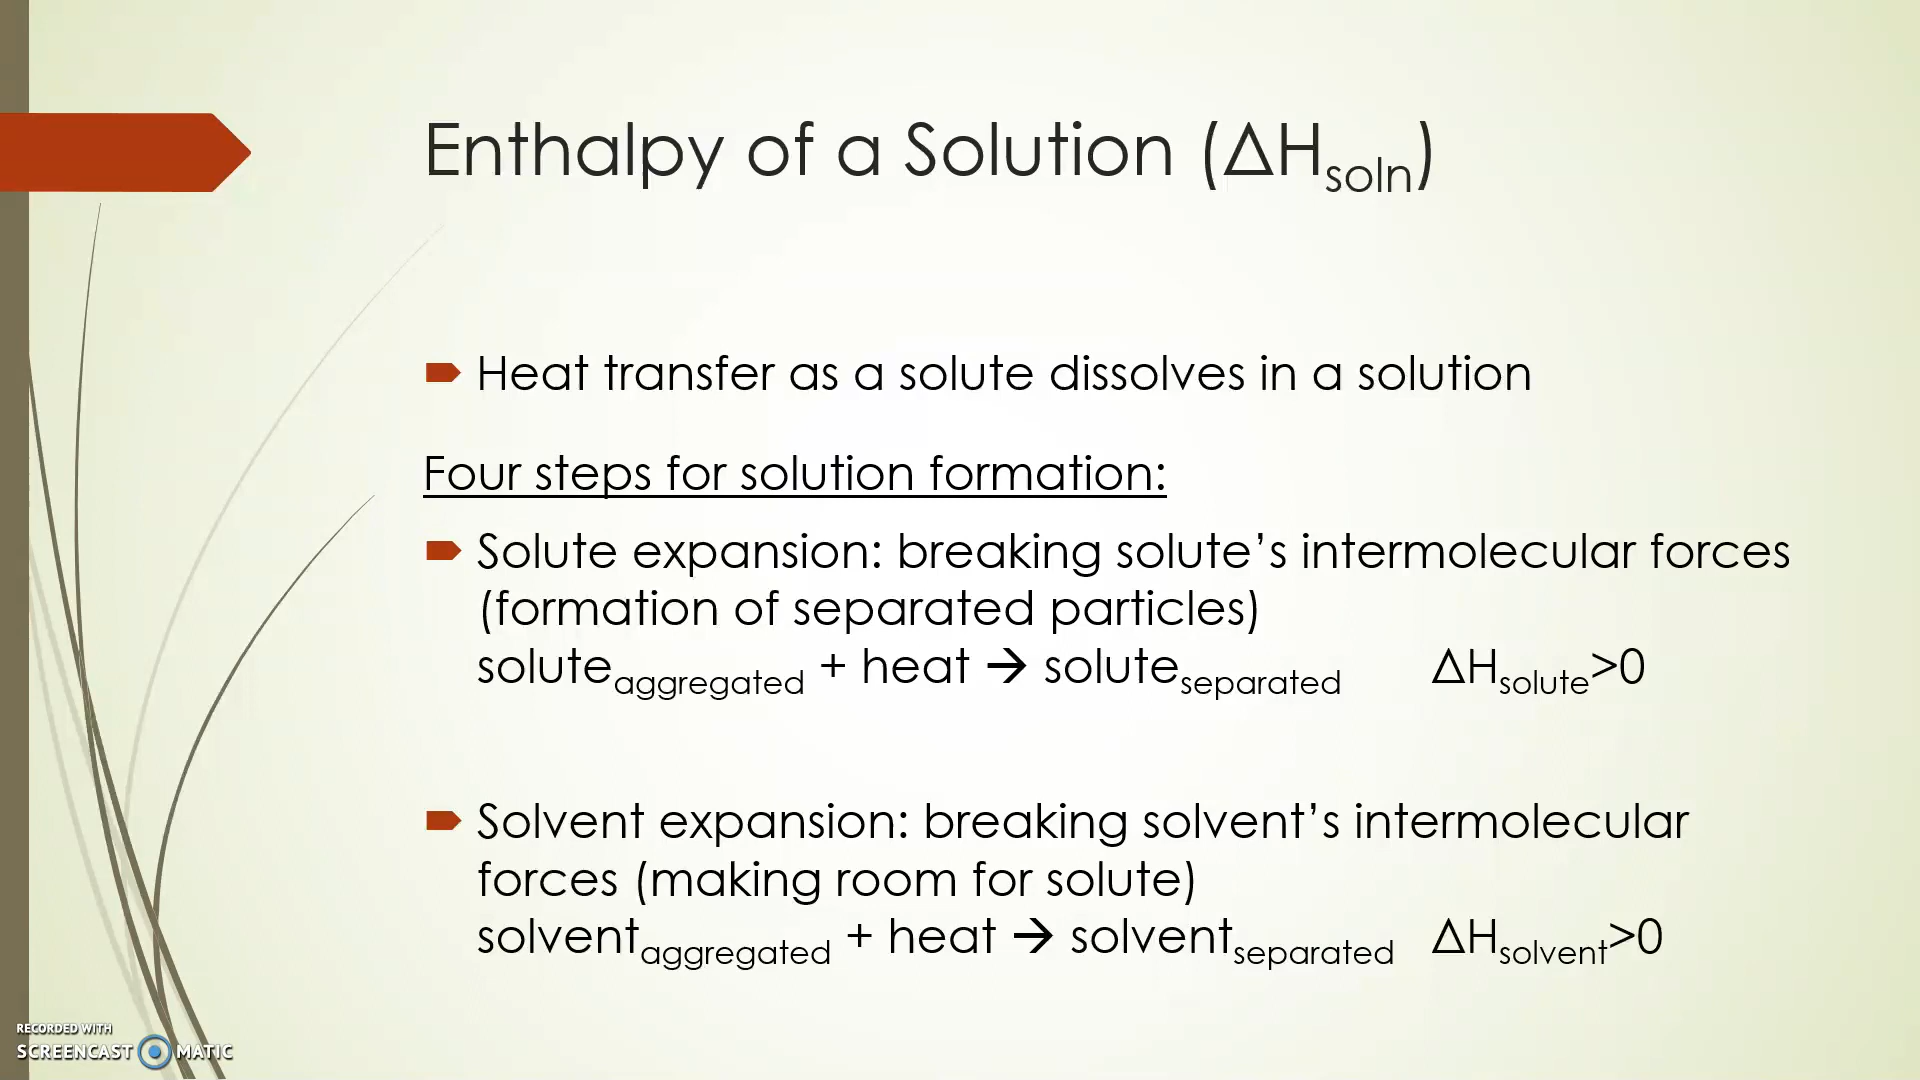 Enthalpy of a Solution (ΔHsoln)
Heat transfer as a solute dissolves in a solution
Four steps for solution formation:
Solute expansion: breaking solute’s intermolecular forces
(formation of separated particles)
soluteaggregated + heat → soluteseparated ΔHsolute>0
Solvent expansion: breaking solvent’s intermolecular
forces (making room for solute)
solventaggregated + heat → solventseparated ΔHsolvent>0
RECORDED WITH
SCREENCAST MATIC